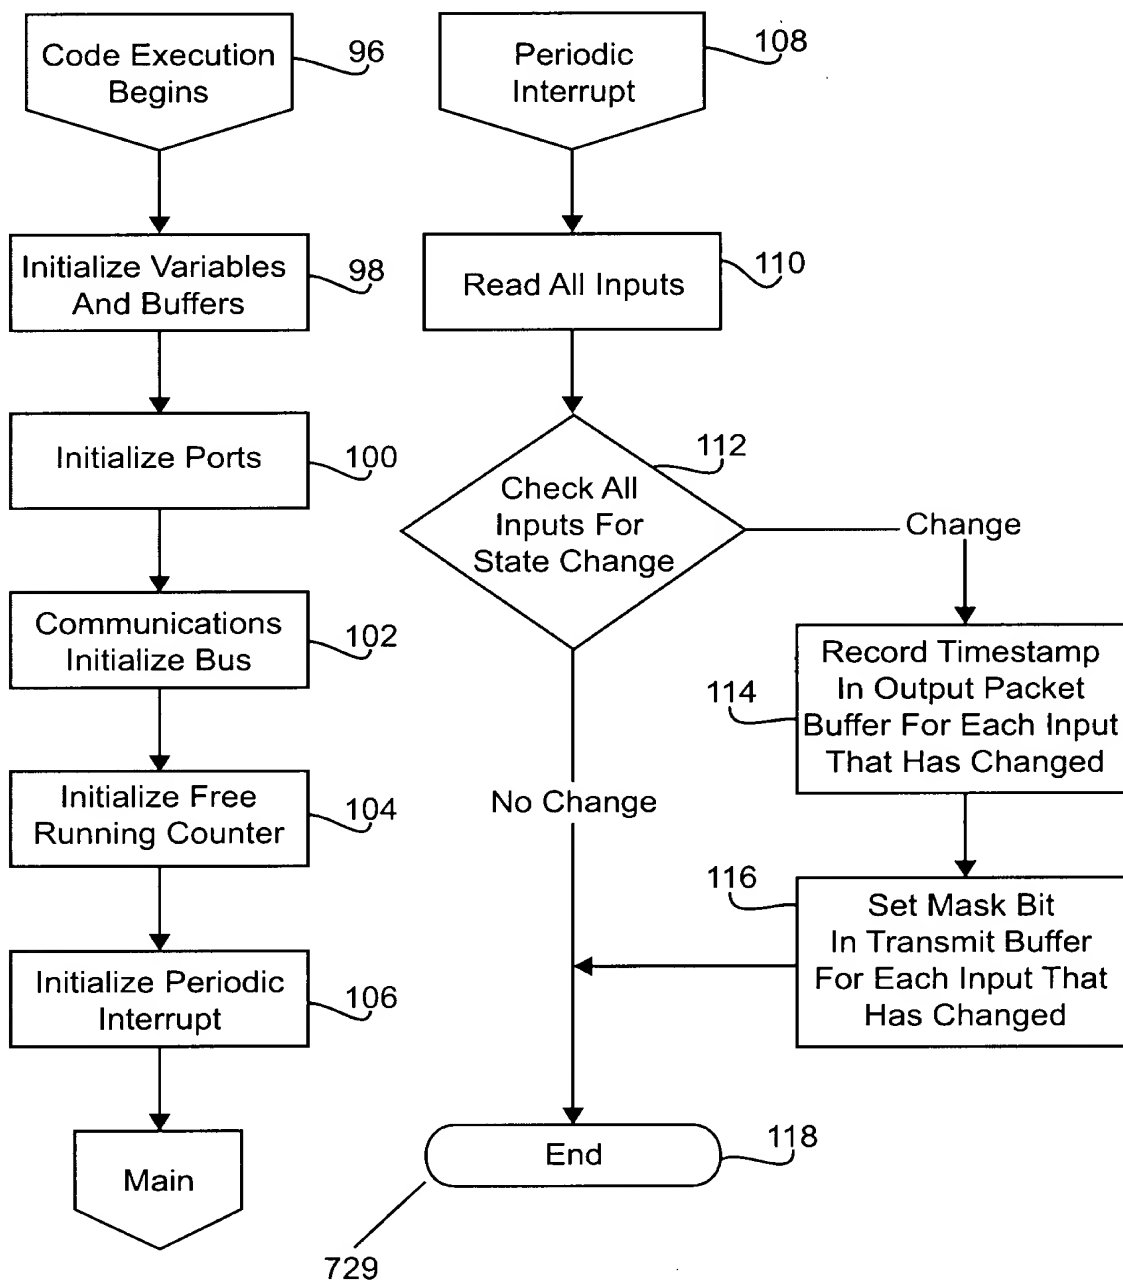 Code Execution
Begins
96
Initialize Variables
And Buffers
98
Initialize Ports
100
Communications
Initialize Bus
102
Initialize Free
Running Counter
104
Initialize Periodic
Interrupt
106
Main
Periodic
Interrupt
108
Read All Inputs
110
Check All
Inputs For
State Change
112
Change
Record Timestamp
In Output Packet
Buffer For Each Input
That Has Changed
114
Set Mask Bit
In Transmit Buffer
For Each Input That
Has Changed
116
No Change
End
118
729